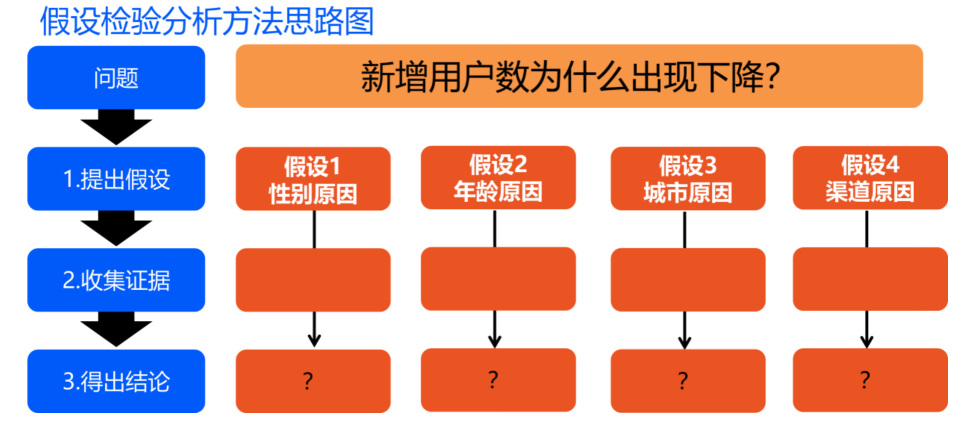 假设检验分析方法思路图
问题
新增用户数为什么出现下降?
1.提出假设
假设1
性别原因
假设2
年龄原因
假设3
城市原因
假设4
渠道原因
2.收集证据
3.得出结论
?
?
?
?